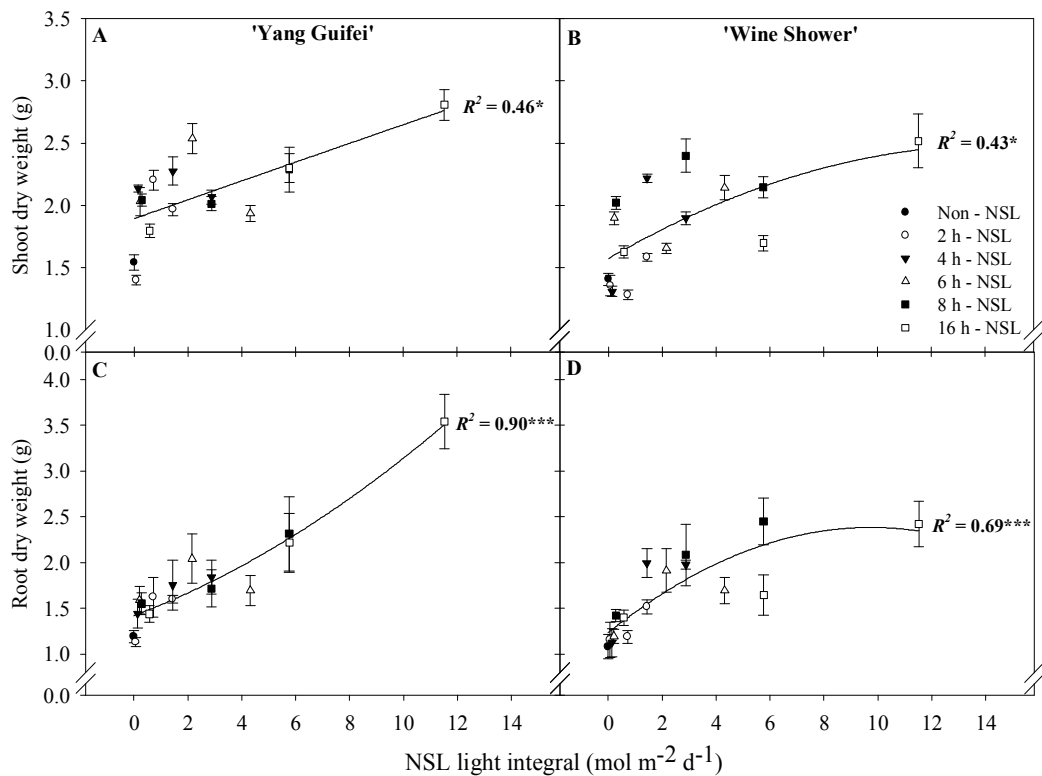 'Yang Guifei'
'Wine Shower'
A
B
3.5
3.0
2.5
2.0
1.5
1.0
0.0
Shoot dry weight (g)
R² = 0.46*
R² = 0.43*
Non - NSL
2 h - NSL
4 h - NSL
6 h - NSL
8 h - NSL
16 h - NSL
C
D
4.0
3.5
3.0
2.5
2.0
1.5
1.0
0.0
Root dry weight (g)
R² = 0.90***
R² = 0.69***
0 2 4 6 8 10 12 14
0 2 4 6 8 10 12 14
NSL light integral (mol m⁻² d⁻¹)